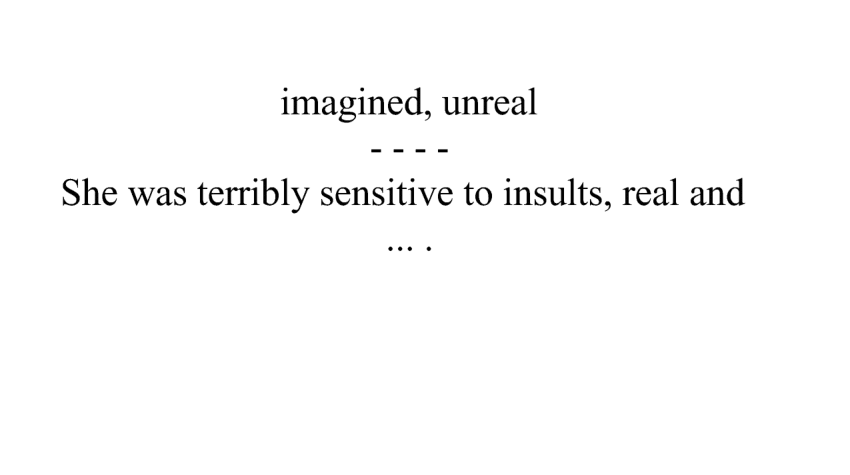 imagined, unreal
- - - -
She was terribly sensitive to insults, real and
... .